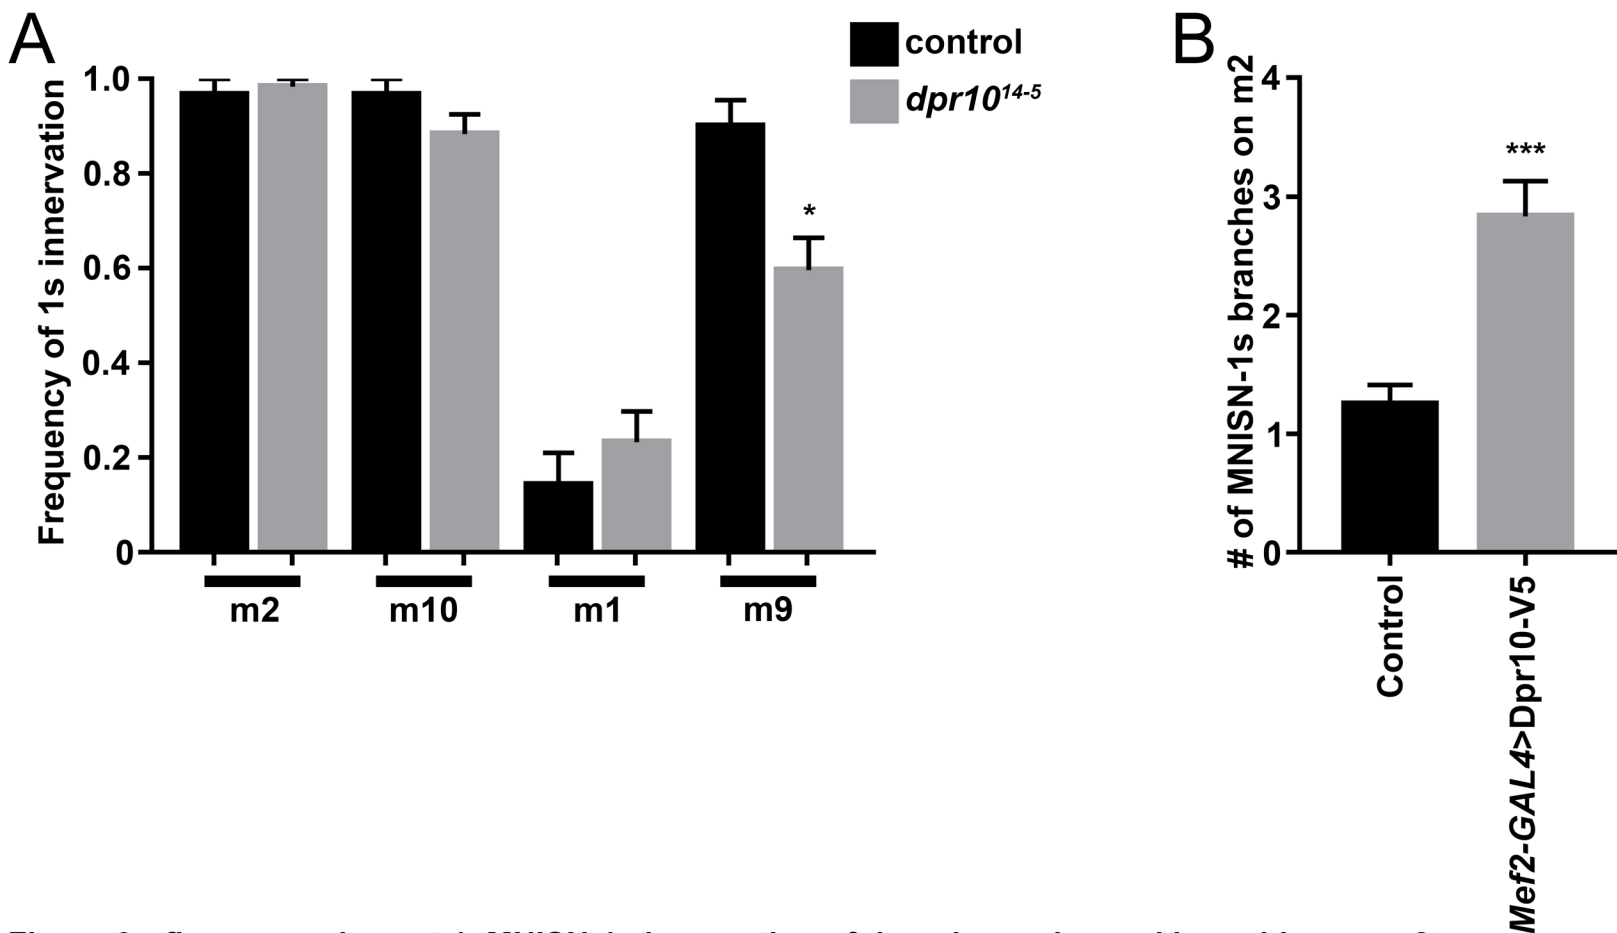 A
control
dpr10^14-5
Frequency of 1s innervation
1.0
0.8
0.6
0.4
0.2
0
*
m2
m10
m1
m9
B
# of MNISN-1s branches on m2
4
3
2
1
0
***
Control
Mef2-GAL4>Dpr10-V5